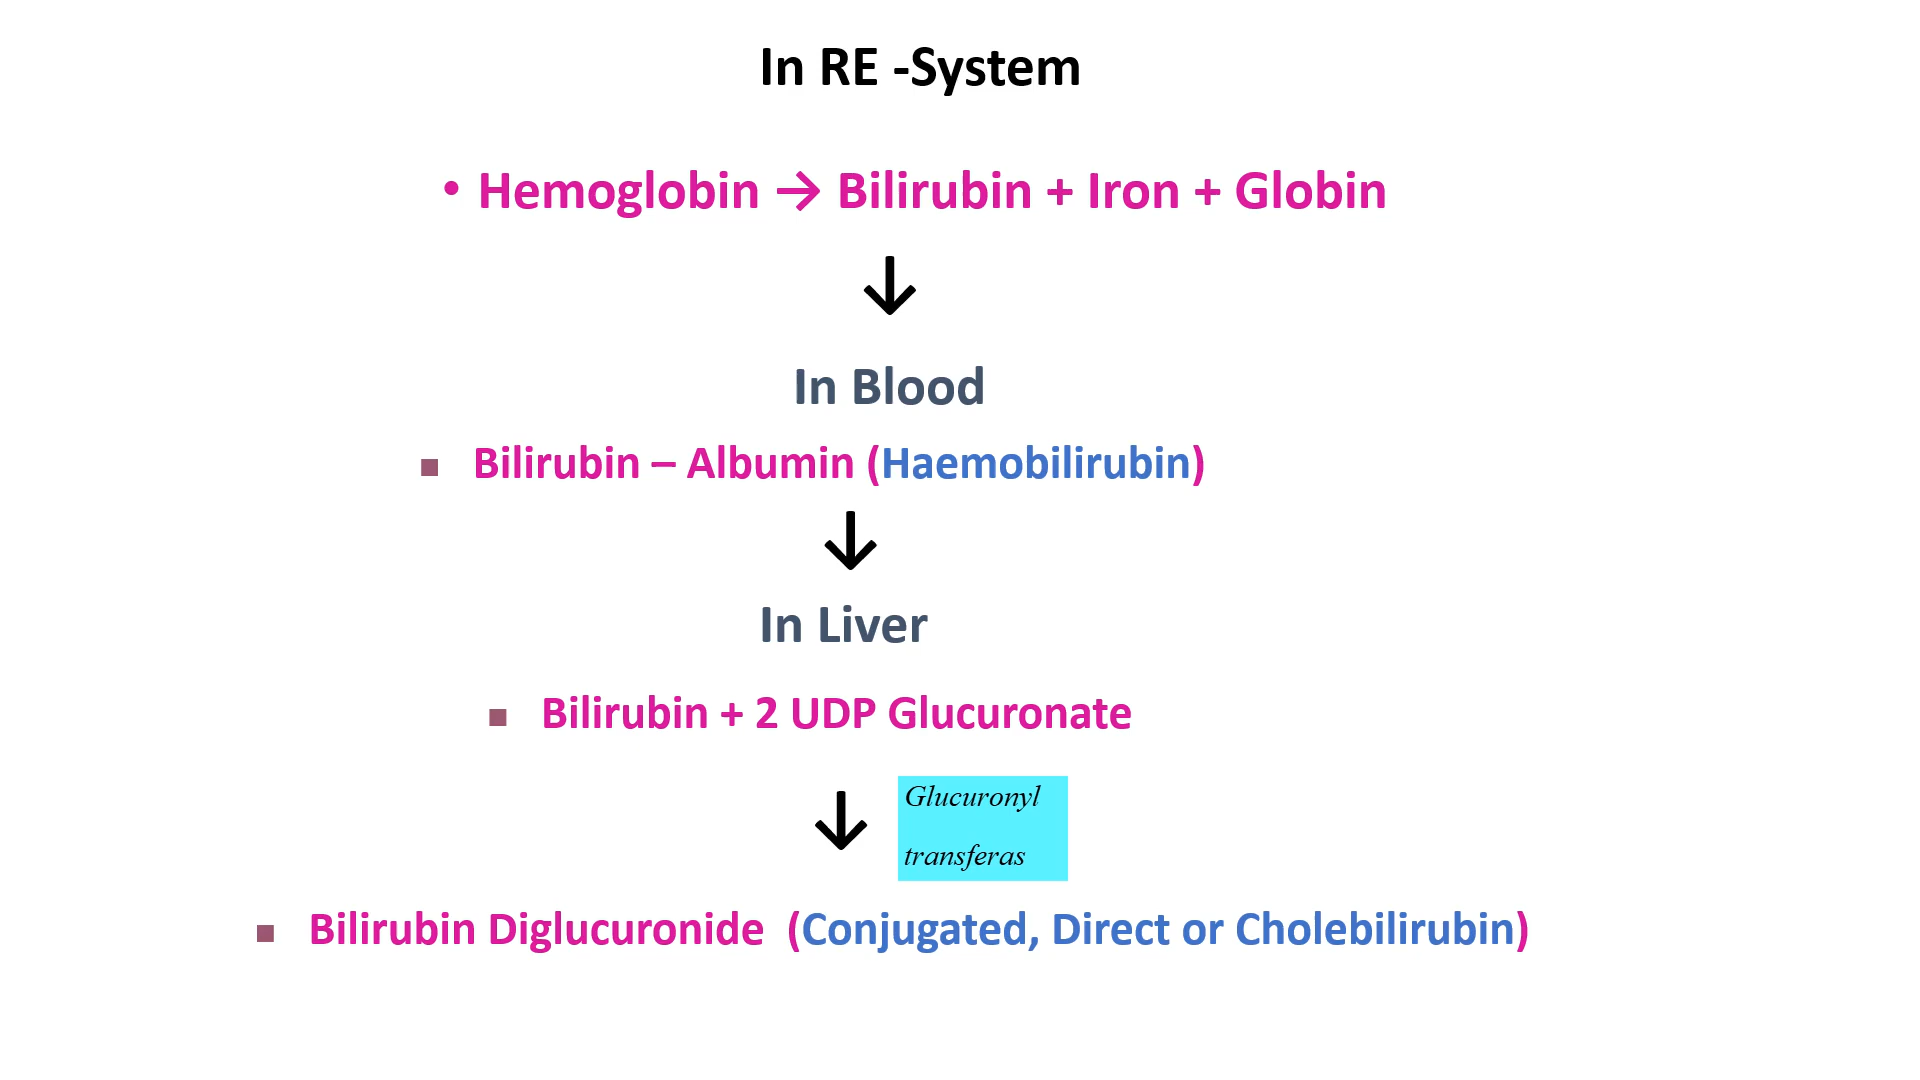 In RE -System
• Hemoglobin → Bilirubin + Iron + Globin
↓
In Blood
▪ Bilirubin – Albumin (Haemobilirubin)
↓
In Liver
▪ Bilirubin + 2 UDP Glucuronate
↓
Glucuronyl
transferas
▪ Bilirubin Diglucuronide (Conjugated, Direct or Cholebilirubin)